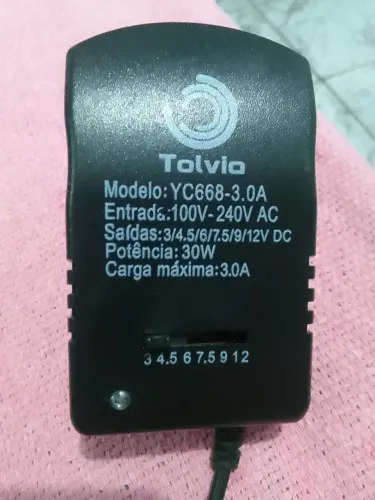 Tolvio
Modelo:YC668-3.0A
Entrada:100V-240V AC
Saídas:3/4.5/6/7.5/9/12V DC
Potência:30W
Carga máxima:3.0A
3 4.5 6 7.5 9 12